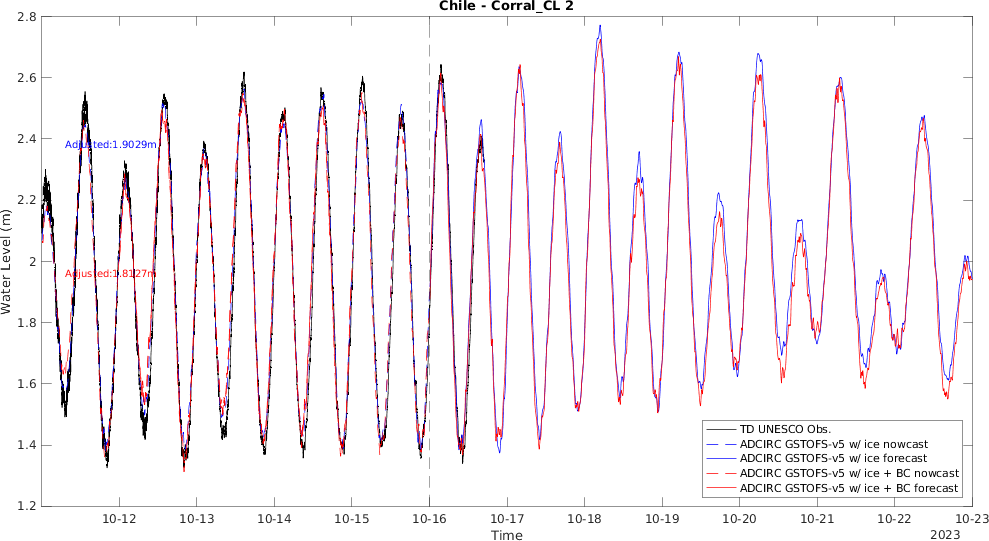 Chile - Corral_CL 2
Water Level (m)
2.8
2.6
2.4
2.2
2
1.8
1.6
1.4
1.2
Adjusted:1.9029m
Adjusted:1.8127m
TD UNESCO Obs.
ADCIRC GSTOFS-v5 w/ ice nowcast
ADCIRC GSTOFS-v5 w/ ice forecast
ADCIRC GSTOFS-v5 w/ ice + BC nowcast
ADCIRC GSTOFS-v5 w/ ice + BC forecast
10-12 10-13 10-14 10-15 10-16 10-17 10-18 10-19 10-20 10-21 10-22 10-23
Time
2023